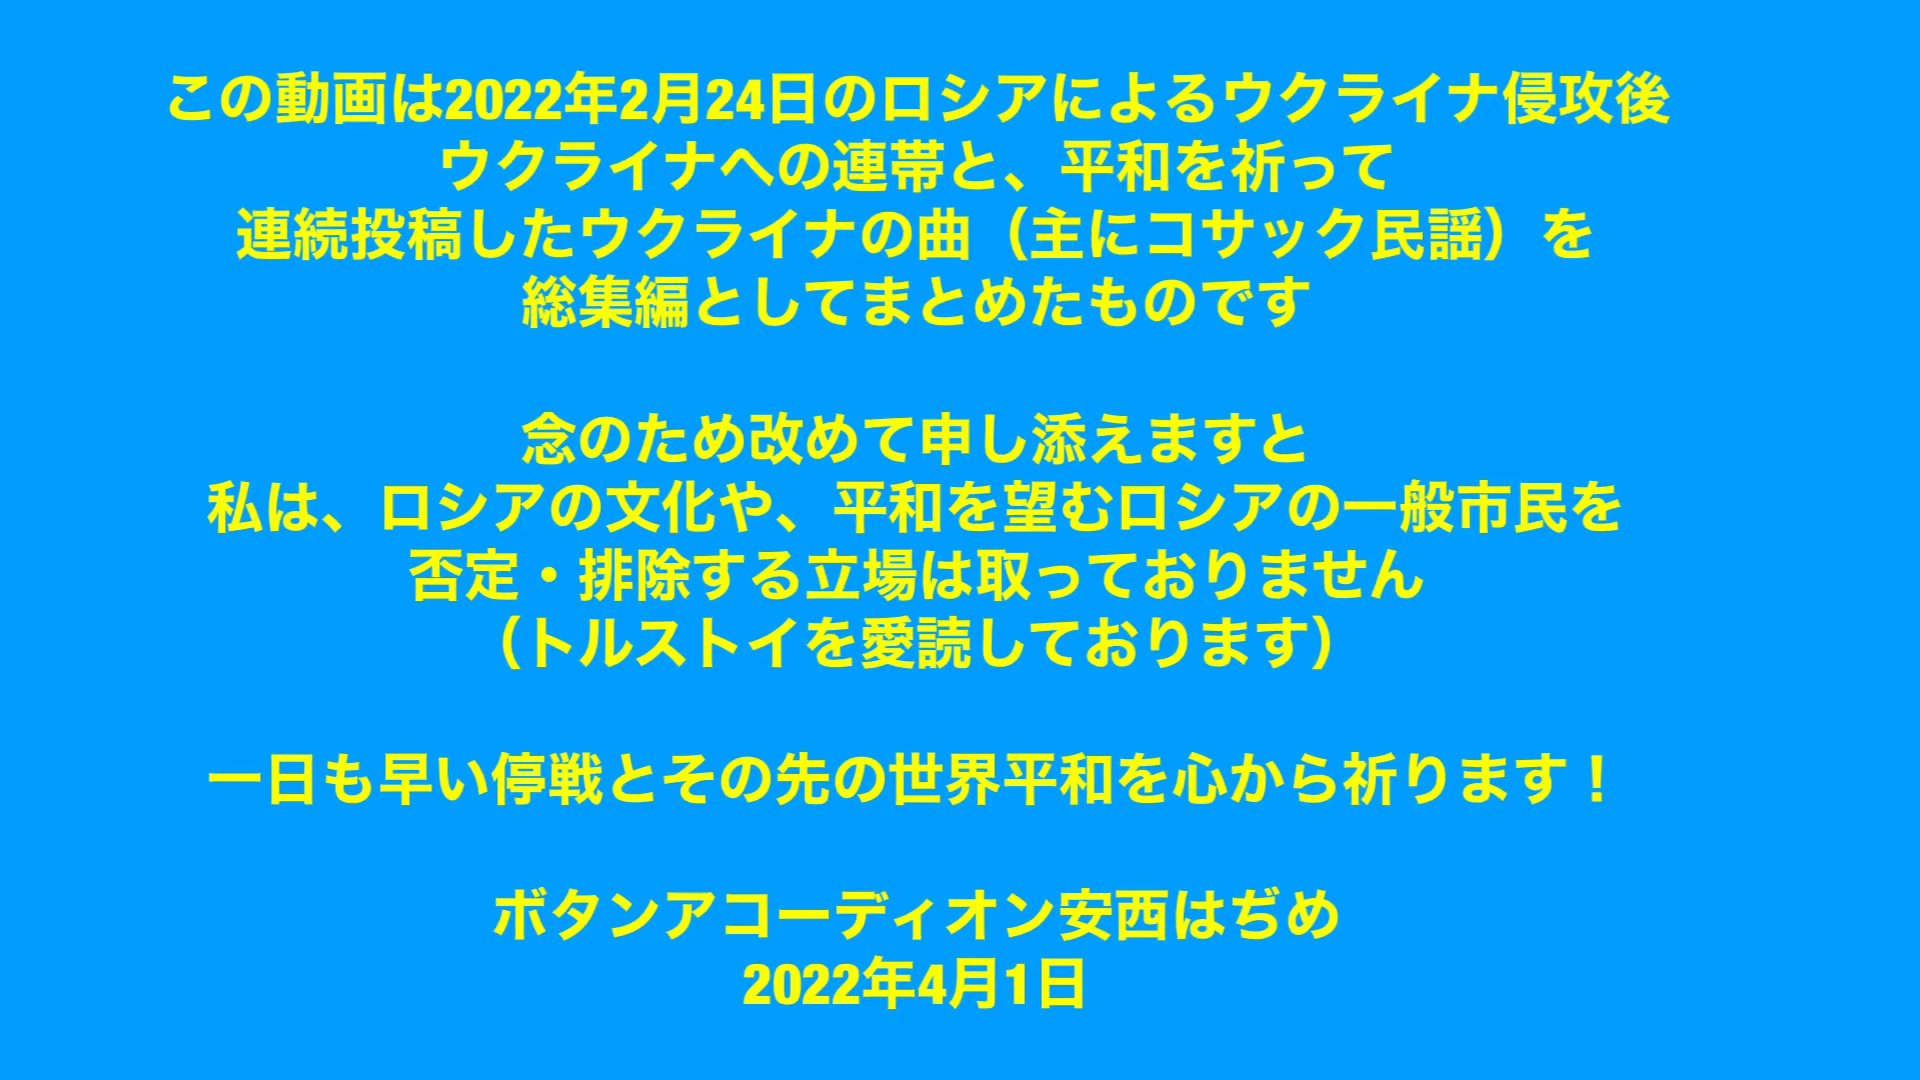 この動画は2022年2月24日のロシアによるウクライナ侵攻後
ウクライナへの連帯と、平和を祈って
連続投稿したウクライナの曲（主にコサック民謡）を
総集編としてまとめたものです
念のため改めて申し添えますと
私は、ロシアの文化や、平和を望むロシアの一般市民を
否定・排除する立場は取っておりません
（トルストイを愛読しております）
一日も早い停戦とその先の世界平和を心から祈ります！
ボタンアコーディオン安西はぢめ
2022年4月1日